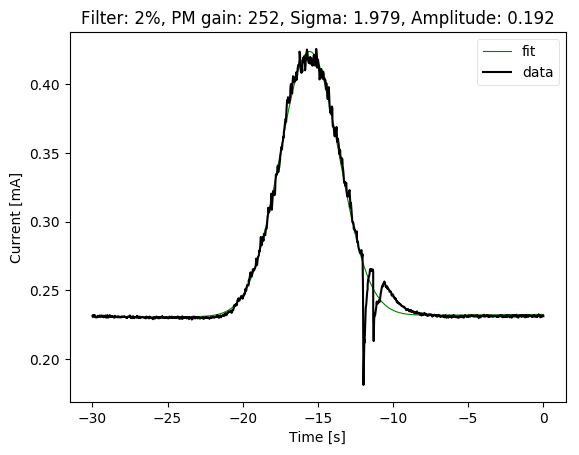 Filter: 2%, PM gain: 252, Sigma: 1.979, Amplitude: 0.192
fit
data
Current [mA]
0.40
0.35
0.30
0.25
0.20
−30
−25
−20
−15
−10
−5
0
Time [s]